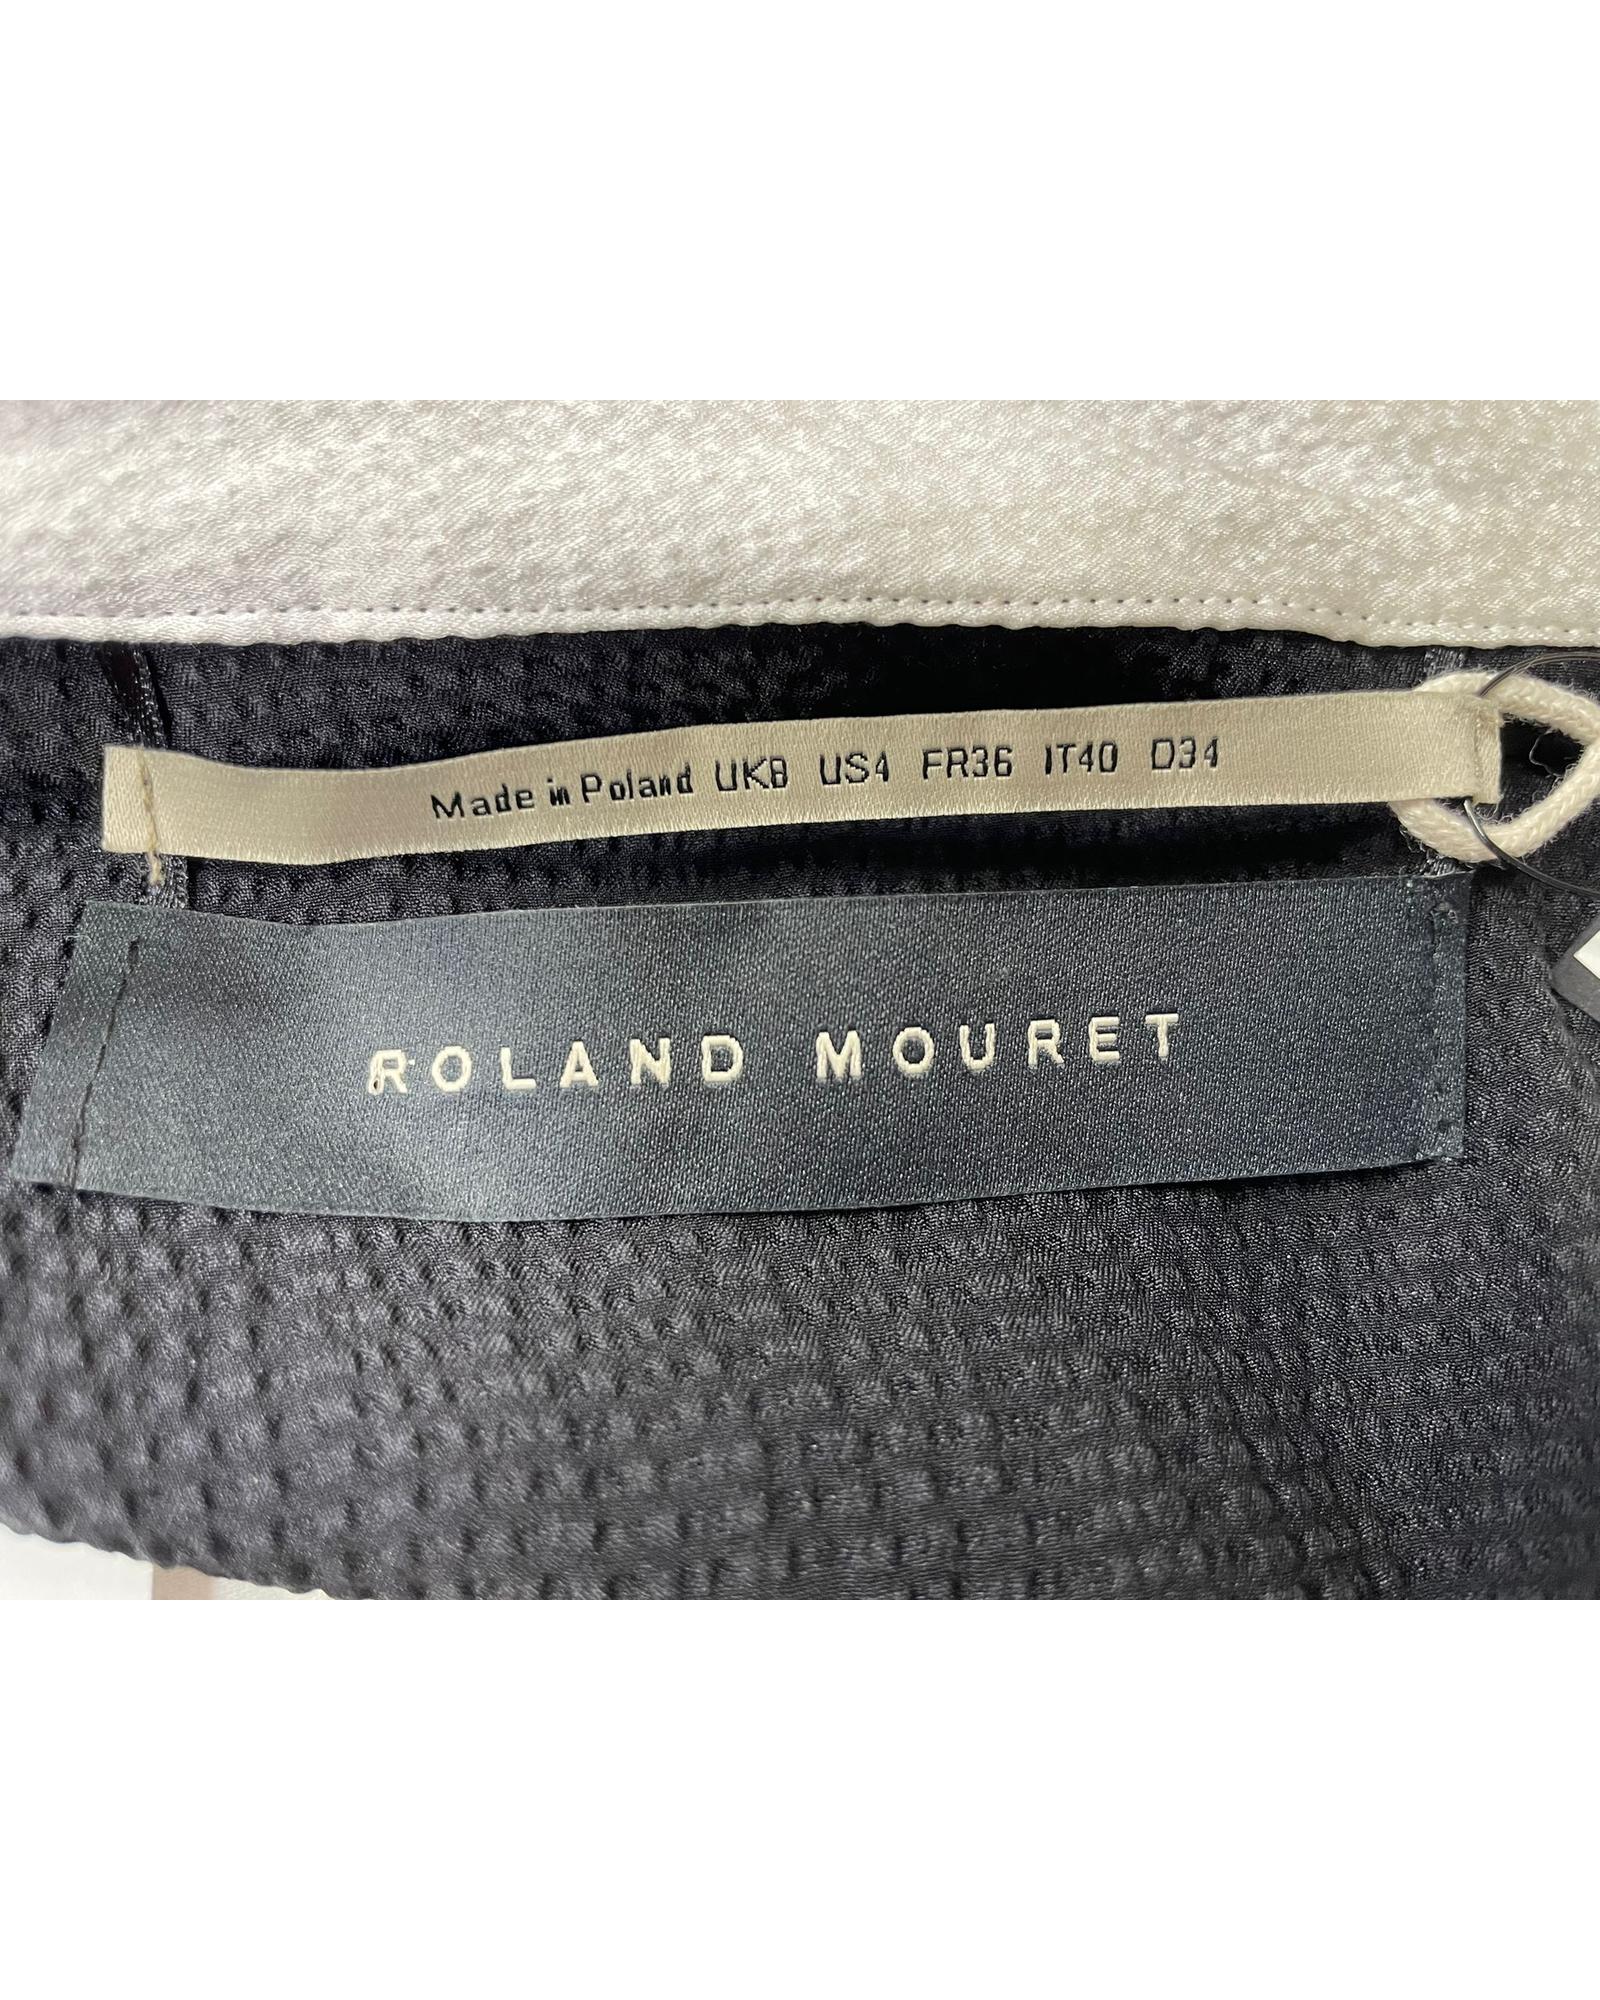 Made in Poland UK8 US4 FR36 IT40 D34
ROLAND MOURET